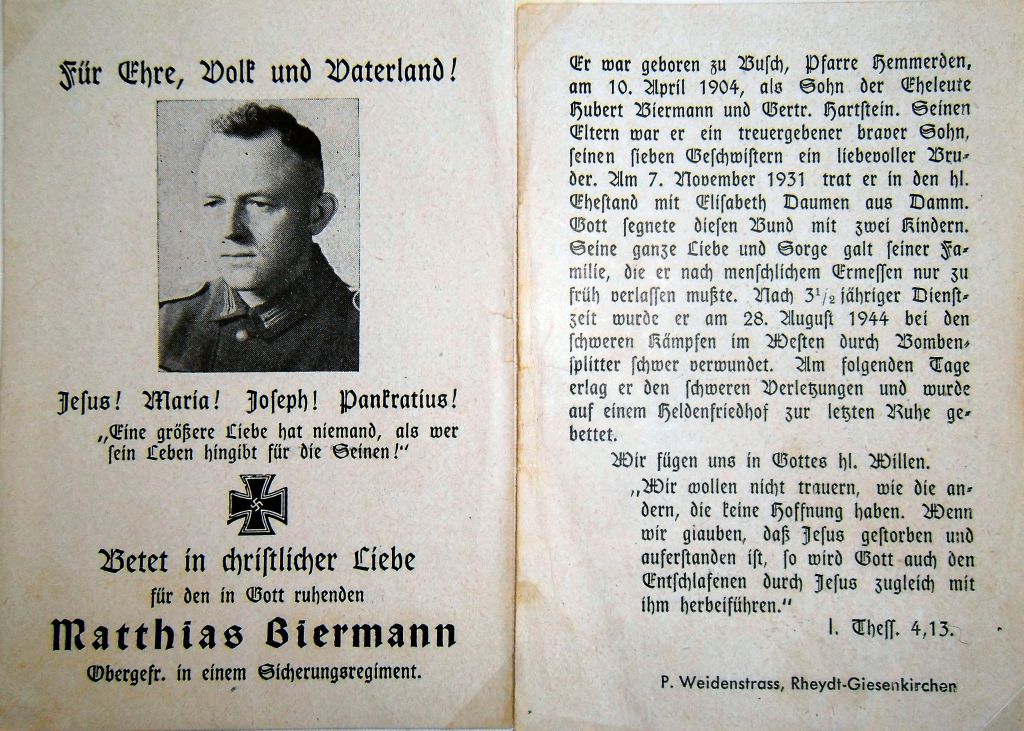 Für Ehre, Volk und Vaterland!
Jesus! Maria! Joseph! Pankratius!
„Eine größere Liebe hat niemand, als wer
sein Leben hingibt für die Seinen!“
Betet in christlicher Liebe
für den in Gott ruhenden
Matthias Biermann
Obergefr. in einem Sicherungsregiment.
Er war geboren zu Busch, Pfarre Hemmerden,
am 10. April 1904, als Sohn der Eheleute
Hubert Biermann und Gertr. Hartstein. Seinen
Eltern war er ein treuergebener braver Sohn,
seinen sieben Geschwistern ein liebevoller Bru-
der. Am 7. November 1931 trat er in den hl.
Ehestand mit Elisabeth Daumen aus Damm.
Gott segnete diesen Bund mit zwei Kindern.
Seine ganze Liebe und Sorge galt seiner Fa-
milie, die er nach menschlichem Ermessen nur zu
früh verlassen mußte. Nach 3½ jähriger Dienst-
zeit wurde er am 28. August 1944 bei den
schweren Kämpfen im Westen durch Bomben-
splitter schwer verwundet. Am folgenden Tage
erlag er den schweren Verletzungen und wurde
auf einem Heldenfriedhof zur letzten Ruhe ge-
bettet.
Wir fügen uns in Gottes hl. Willen.
„Wir wollen nicht trauern, wie die an-
dern, die keine Hoffnung haben. Wenn
wir giauben, daß Jesus gestorben und
auferstanden ist, so wird Gott auch den
Entschlafenen durch Jesus zugleich mit
ihm herbeiführen.“
I. Thess. 4,13.
P. Weidenstrass, Rheydt-Giesenkirchen